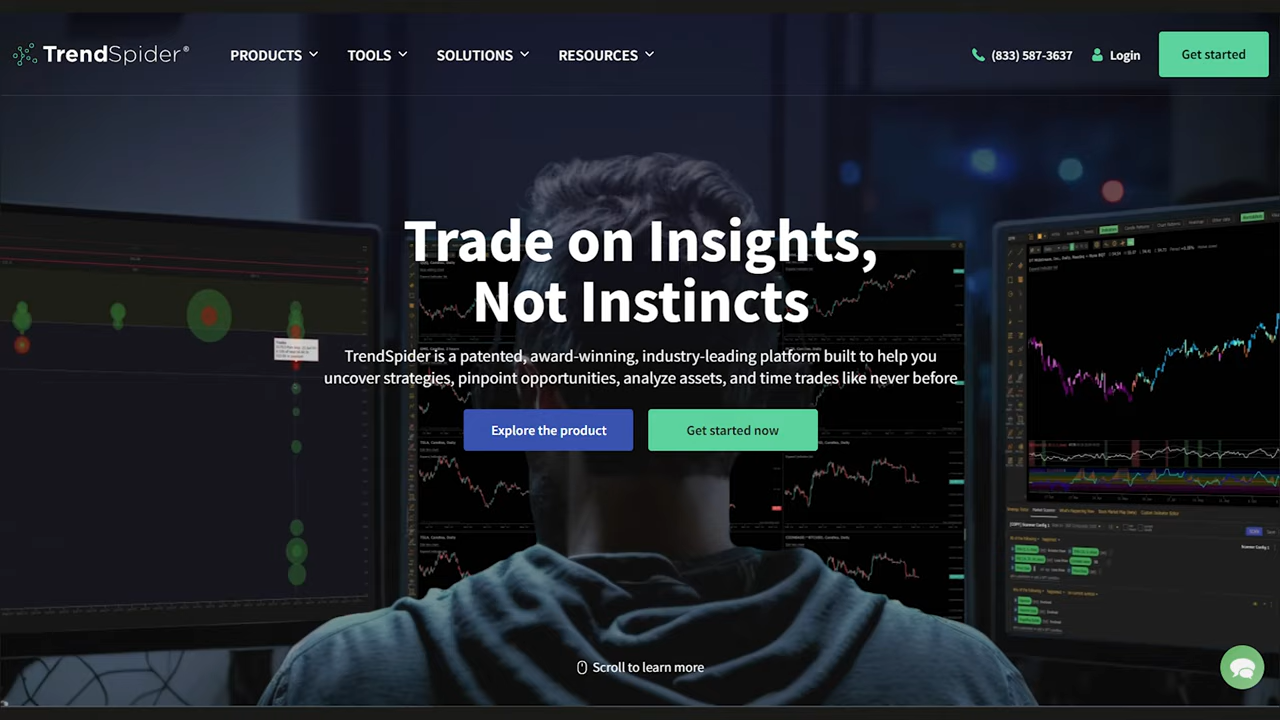 TrendSpider®
PRODUCTS
TOOLS
SOLUTIONS
RESOURCES
(833) 587-3637
Login
Get started
Trade on Insights,
Not Instincts
TrendSpider is a patented, award-winning, industry-leading platform built to help you
uncover strategies, pinpoint opportunities, analyze assets, and time trades like never before
Explore the product
Get started now
Scroll to learn more